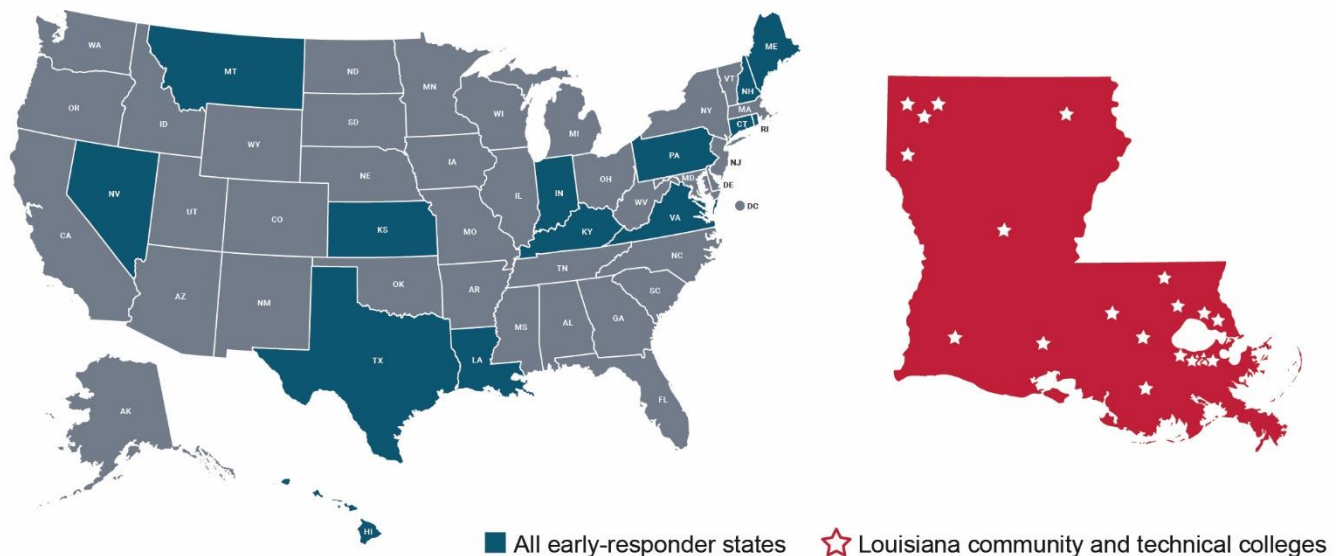 WA
MT
ME
ND
VT
NH
MN
OR
ID
WI
NY
MA
SD
MI
CT
RI
WY
IA
PA
NJ
NE
NV
OH
MD
DE
IL
IN
UT
CO
WV
DC
VA
KS
MO
KY
CA
NC
TN
OK
AR
SC
AZ
NM
MS
AL
GA
TX
LA
AK
FL
HI
All early-responder states
Louisiana community and technical colleges